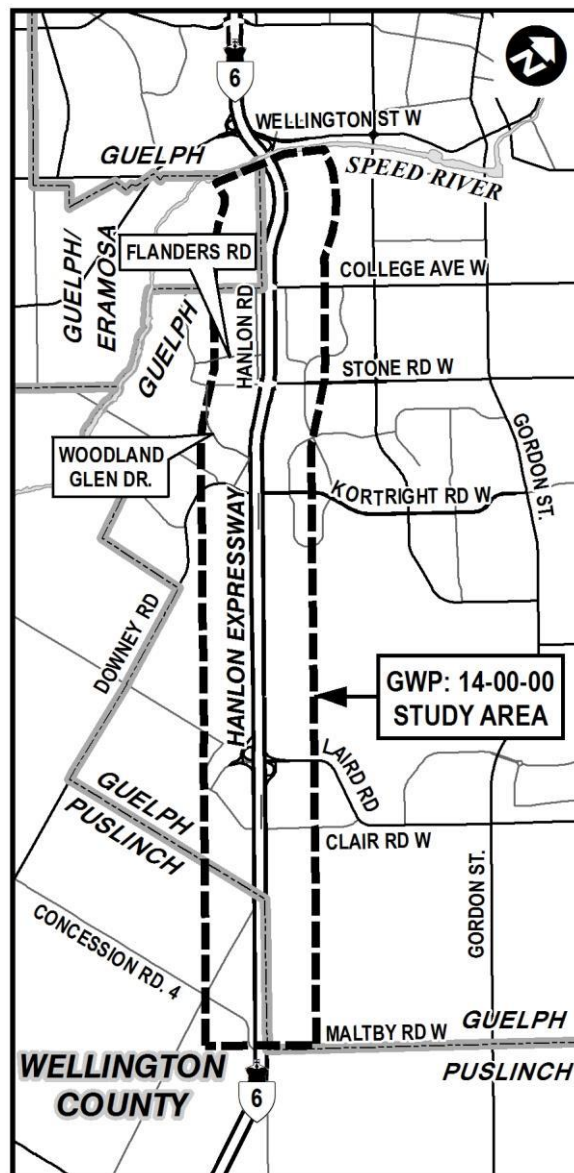 6
N
WELLINGTON ST W
GUELPH
SPEED RIVER
FLANDERS RD
GUELPH/
ERAMOSA
COLLEGE AVE W
HANLON RD
GUELPH
STONE RD W
WOODLAND
GLEN DR.
GORDON ST.
KORTRIGHT RD W
HANLON EXPRESSWAY
DOWNEY RD
GWP: 14-00-00
STUDY AREA
LAIRD RD
GUELPH
PUSLINCH
CLAIR RD W
GORDON ST.
CONCESSION RD. 4
MALTBY RD W
GUELPH
PUSLINCH
WELLINGTON
COUNTY
6